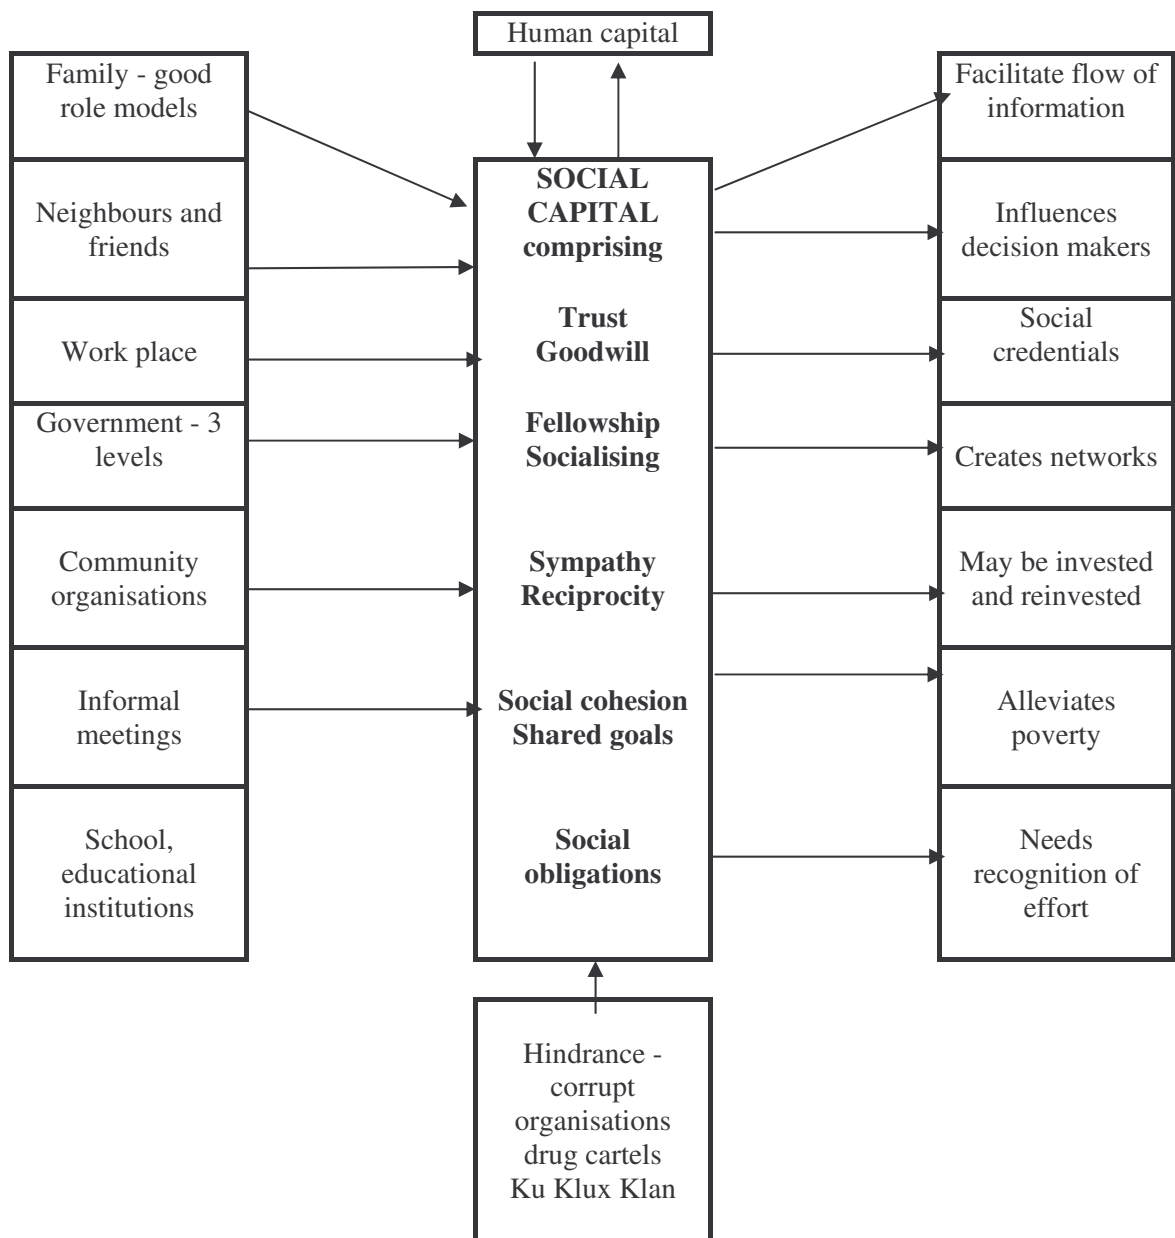 Human capital
Family - good
role models
Neighbours and
friends
Work place
Government - 3
levels
Community
organisations
Informal
meetings
School,
educational
institutions
SOCIAL
CAPITAL
comprising
Trust
Goodwill
Fellowship
Socialising
Sympathy
Reciprocity
Social cohesion
Shared goals
Social
obligations
Facilitate flow of
information
Influences
decision makers
Social
credentials
Creates networks
May be invested
and reinvested
Alleviates
poverty
Needs
recognition of
effort
Hindrance -
corrupt
organisations
drug cartels
Ku Klux Klan